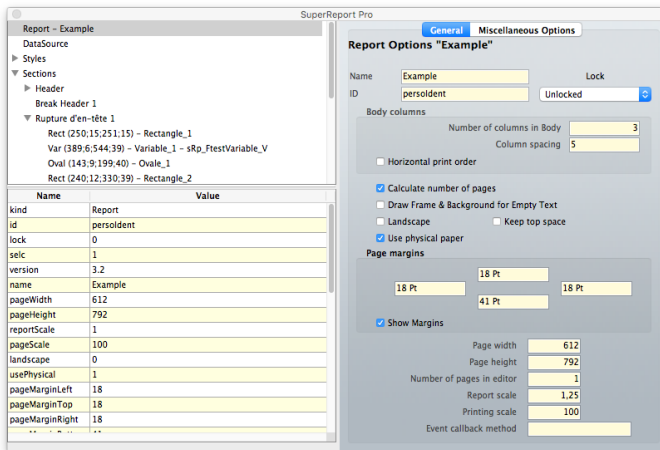 SuperReport Pro
Report – Example
DataSource
Styles
Sections
Header
Break Header 1
Rupture d'en-tête 1
Rect (250;15;251;15) – Rectangle_1
Var (389;6;544;39) – Variable_1 – sRp_FtestVariable_V
Oval (143;9;199;40) – Ovale_1
Rect (240;12;330;39) – Rectangle_2
Name Value
kind Report
id persoIdent
lock 0
selc 1
version 3.2
name Example
pageWidth 612
pageHeight 792
reportScale 1
pageScale 100
landscape 0
usePhysical 1
pageMarginLeft 18
pageMarginTop 18
pageMarginRight 18
General Miscellaneous Options
Report Options "Example"
Name Example Lock
ID persoIdent Unlocked
Body columns
Number of columns in Body 3
Column spacing 5
Horizontal print order
Calculate number of pages
Draw Frame & Background for Empty Text
Landscape Keep top space
Use physical paper
Page margins
18 Pt
18 Pt 18 Pt
41 Pt
Show Margins
Page width 612
Page height 792
Number of pages in editor 1
Report scale 1,25
Printing scale 100
Event callback method